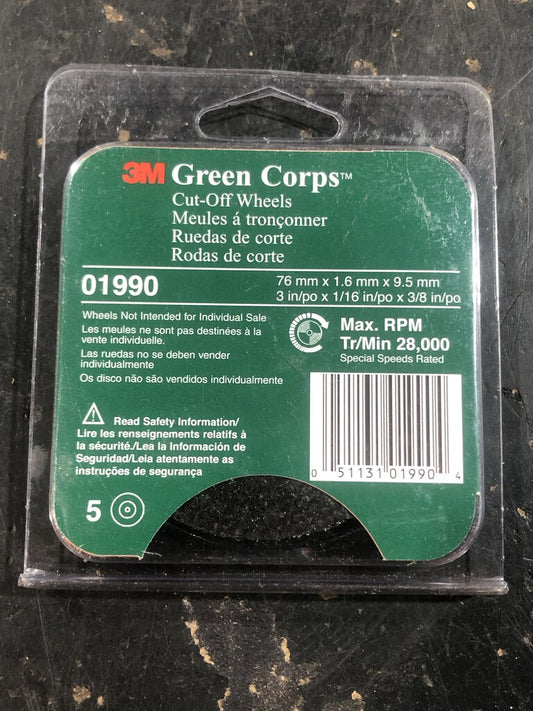 3M Green Corps™
Cut-Off Wheels
Meules á tronçonner
Ruedas de corte
Rodas de corte
01990
76 mm x 1.6 mm x 9.5 mm
3 in/po x 1/16 in/po x 3/8 in/po
Wheels Not Intended for Individual Sale
Les meules ne sont pas destinées à la
vente individuelle.
Las ruedas no se deben vender
individualmente
Os disco não são vendidos individualmente
Max. RPM
Tr/Min 28,000
Special Speeds Rated
Read Safety Information/
Lire les renseignements relatifs à
la sécurité./Lea la Información de
Seguridad/Leia atentamente as
instruções de segurança
0 51131 01990 4
5